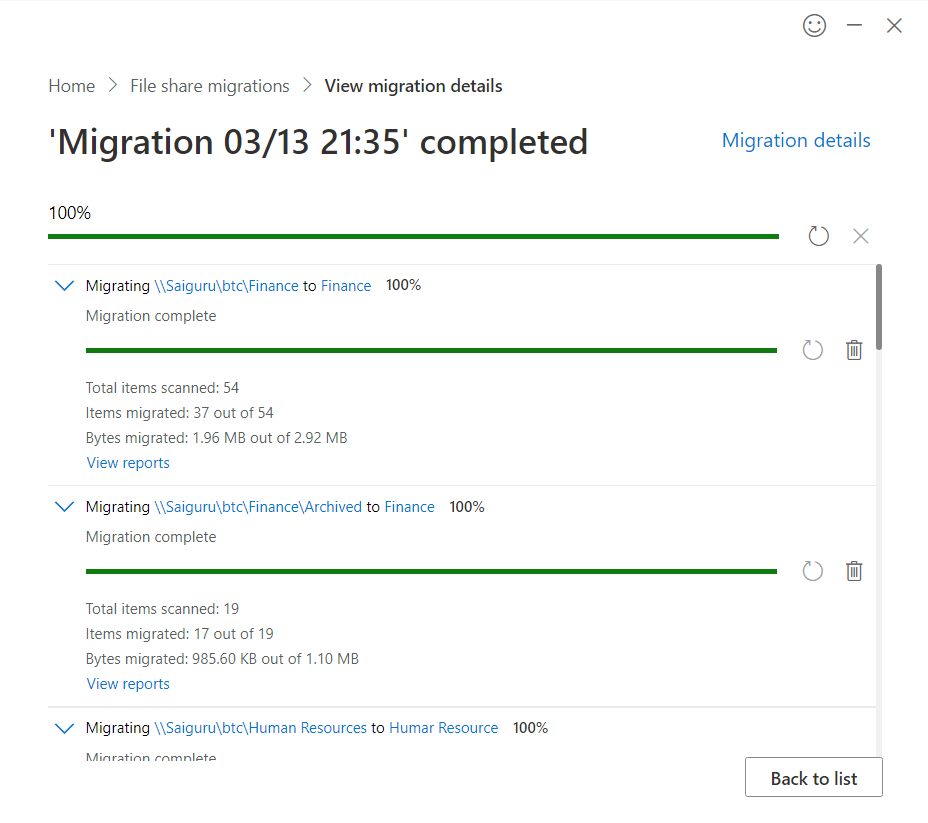 Home > File share migrations > View migration details
'Migration 03/13 21:35' completed
Migration details
100%
Migrating \\Saiguru\btc\Finance to Finance 100%
Migration complete
Total items scanned: 54
Items migrated: 37 out of 54
Bytes migrated: 1.96 MB out of 2.92 MB
View reports
Migrating \\Saiguru\btc\Finance\Archived to Finance 100%
Migration complete
Total items scanned: 19
Items migrated: 17 out of 19
Bytes migrated: 985.60 KB out of 1.10 MB
View reports
Migrating \\Saiguru\btc\Human Resources to Humar Resource 100%
Migration complete
Back to list